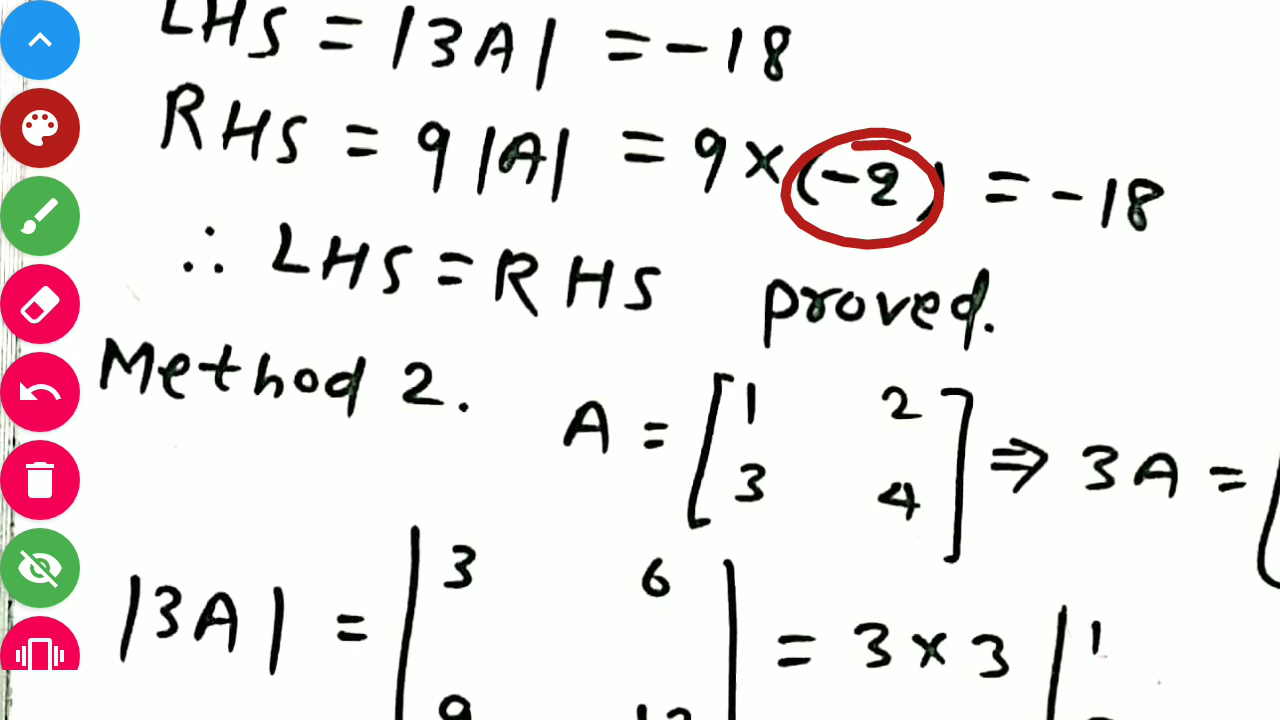 LHS = |3A| = -18
RHS = 9|A| = 9×(-2) = -18
∴ LHS = RHS proved.
Method 2. A = [1 2
3 4] ⇒ 3A = [
|3A| = |3 6
9 12| = 3×3 |1